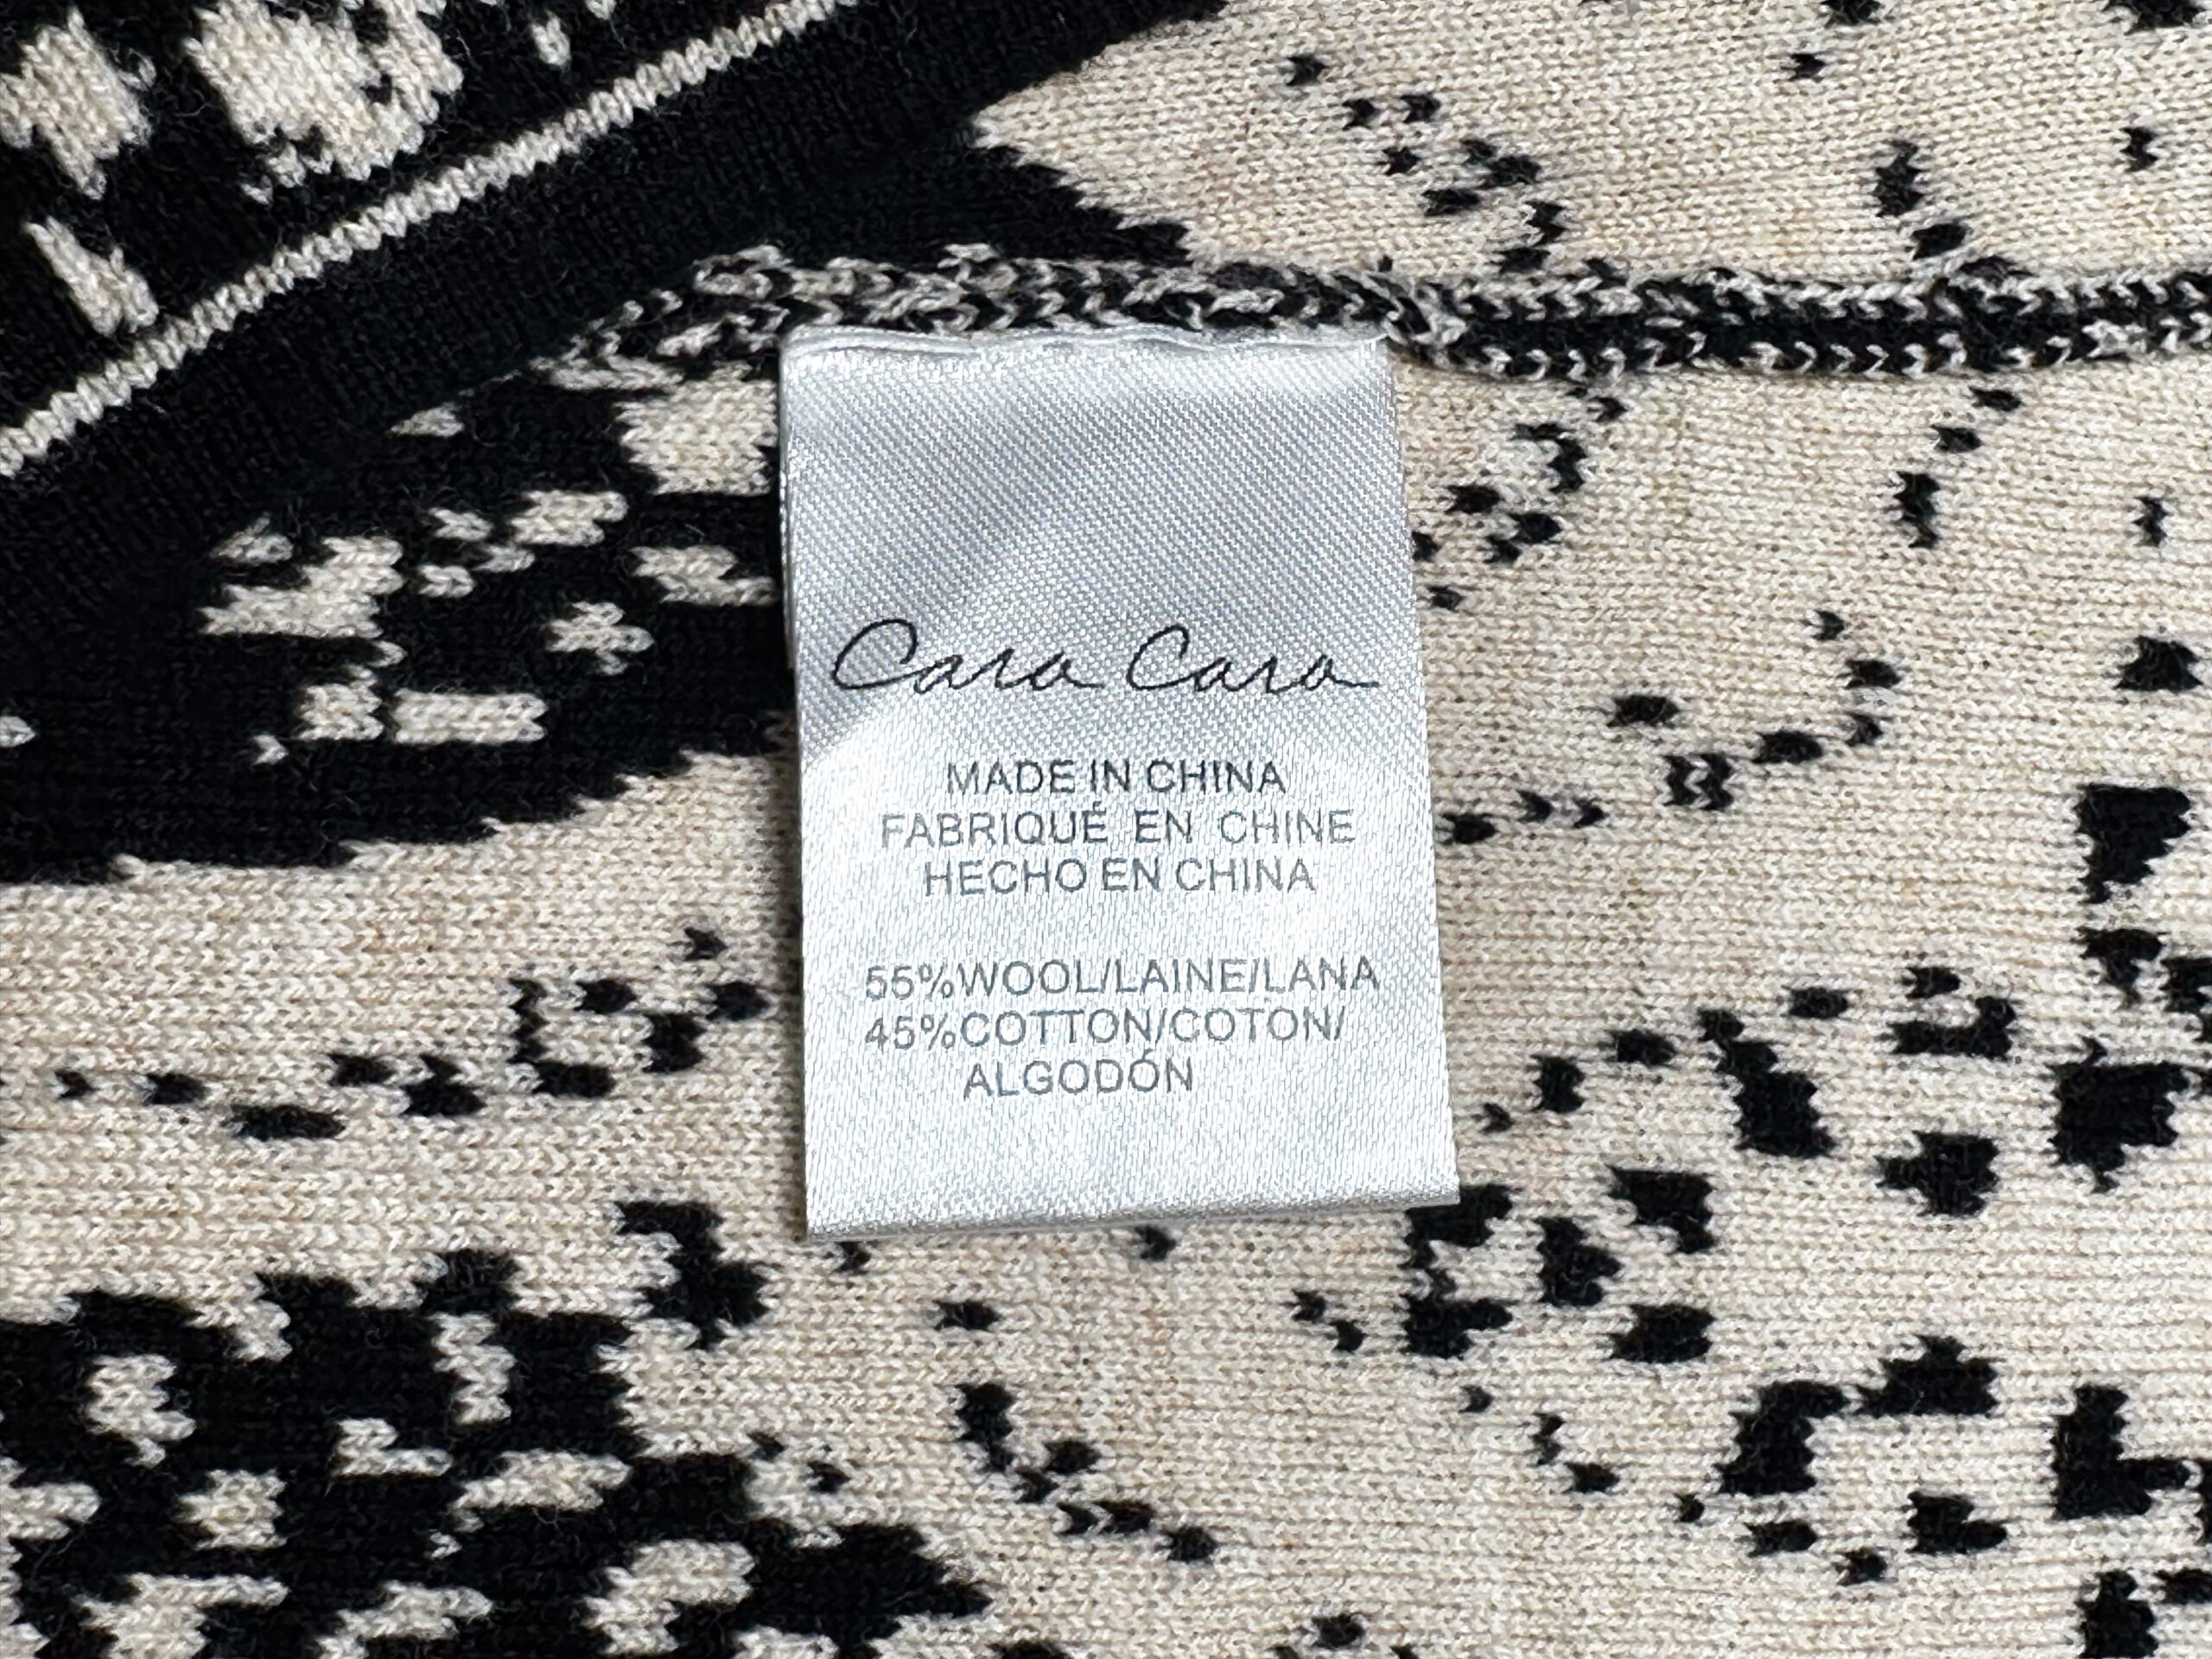 Cara Cara
MADE IN CHINA
FABRIQUÉ EN CHINE
HECHO EN CHINA
55%WOOL/LAINE/LANA
45%COTTON/COTON/
ALGODÓN